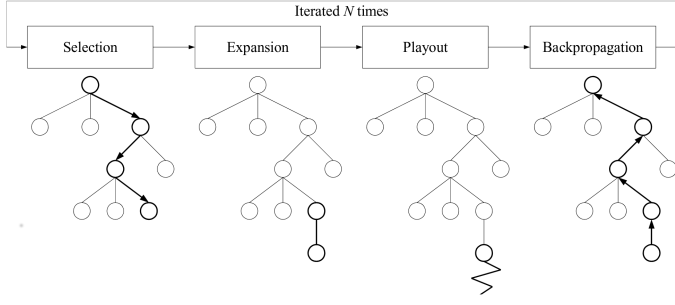 Iterated N times
Selection
Expansion
Playout
Backpropagation